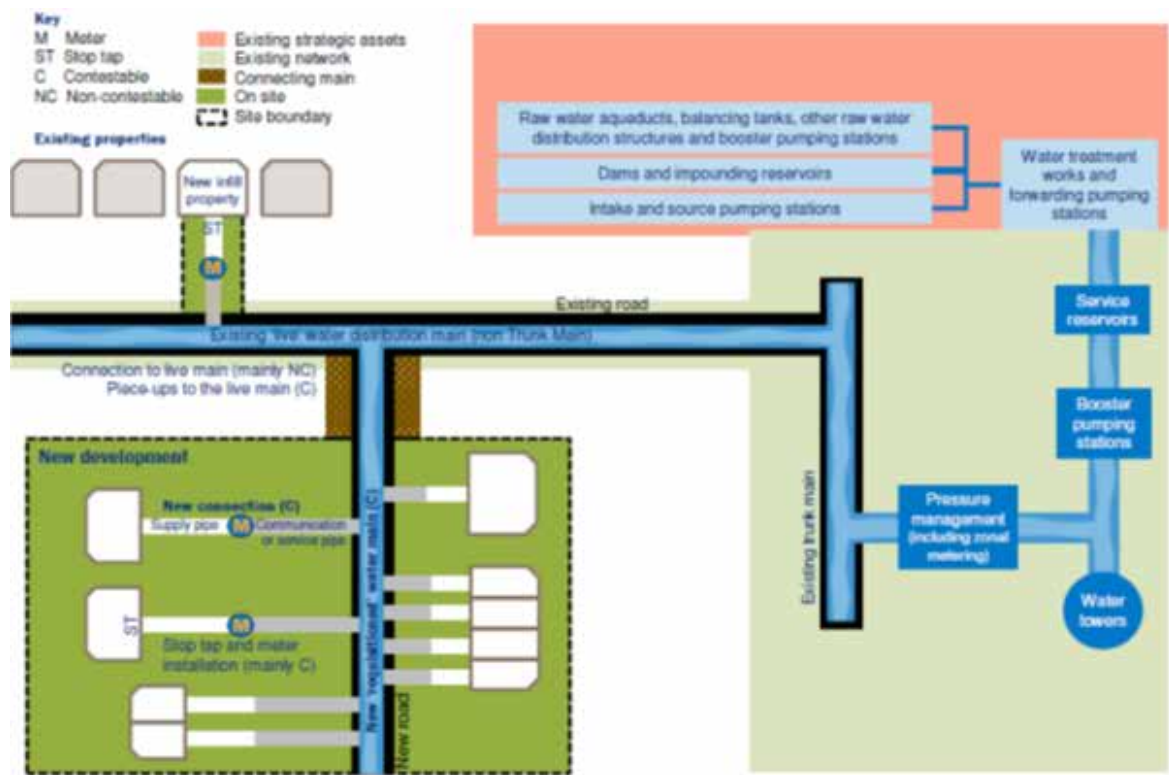 Key
M Meter
ST Stop tap
C Contestable
NC Non-contestable
Existing strategic assets
Existing network
Connecting main
On site
Site boundary
Existing properties
New infill
property
ST
M
Raw water aqueducts, balancing tanks, other raw water
distribution structures and booster pumping stations
Dams and impounding reservoirs
Intake and source pumping stations
Water treatment
works and
forwarding pumping
stations
Existing road
Existing 'live' water distribution main (non Trunk Main)
Connection to live main (mainly NC)
Piece-ups to the live main (C)
Service
reservoirs
Booster
pumping
stations
Pressure
management
(including zonal
metering)
Water
towers
Existing trunk main
New development
New connection (C)
Supply pipe
M
Communication
or service pipe
ST
M
Stop tap and meter
installation (mainly C)
New 'requisitioned' water main (C)
New road